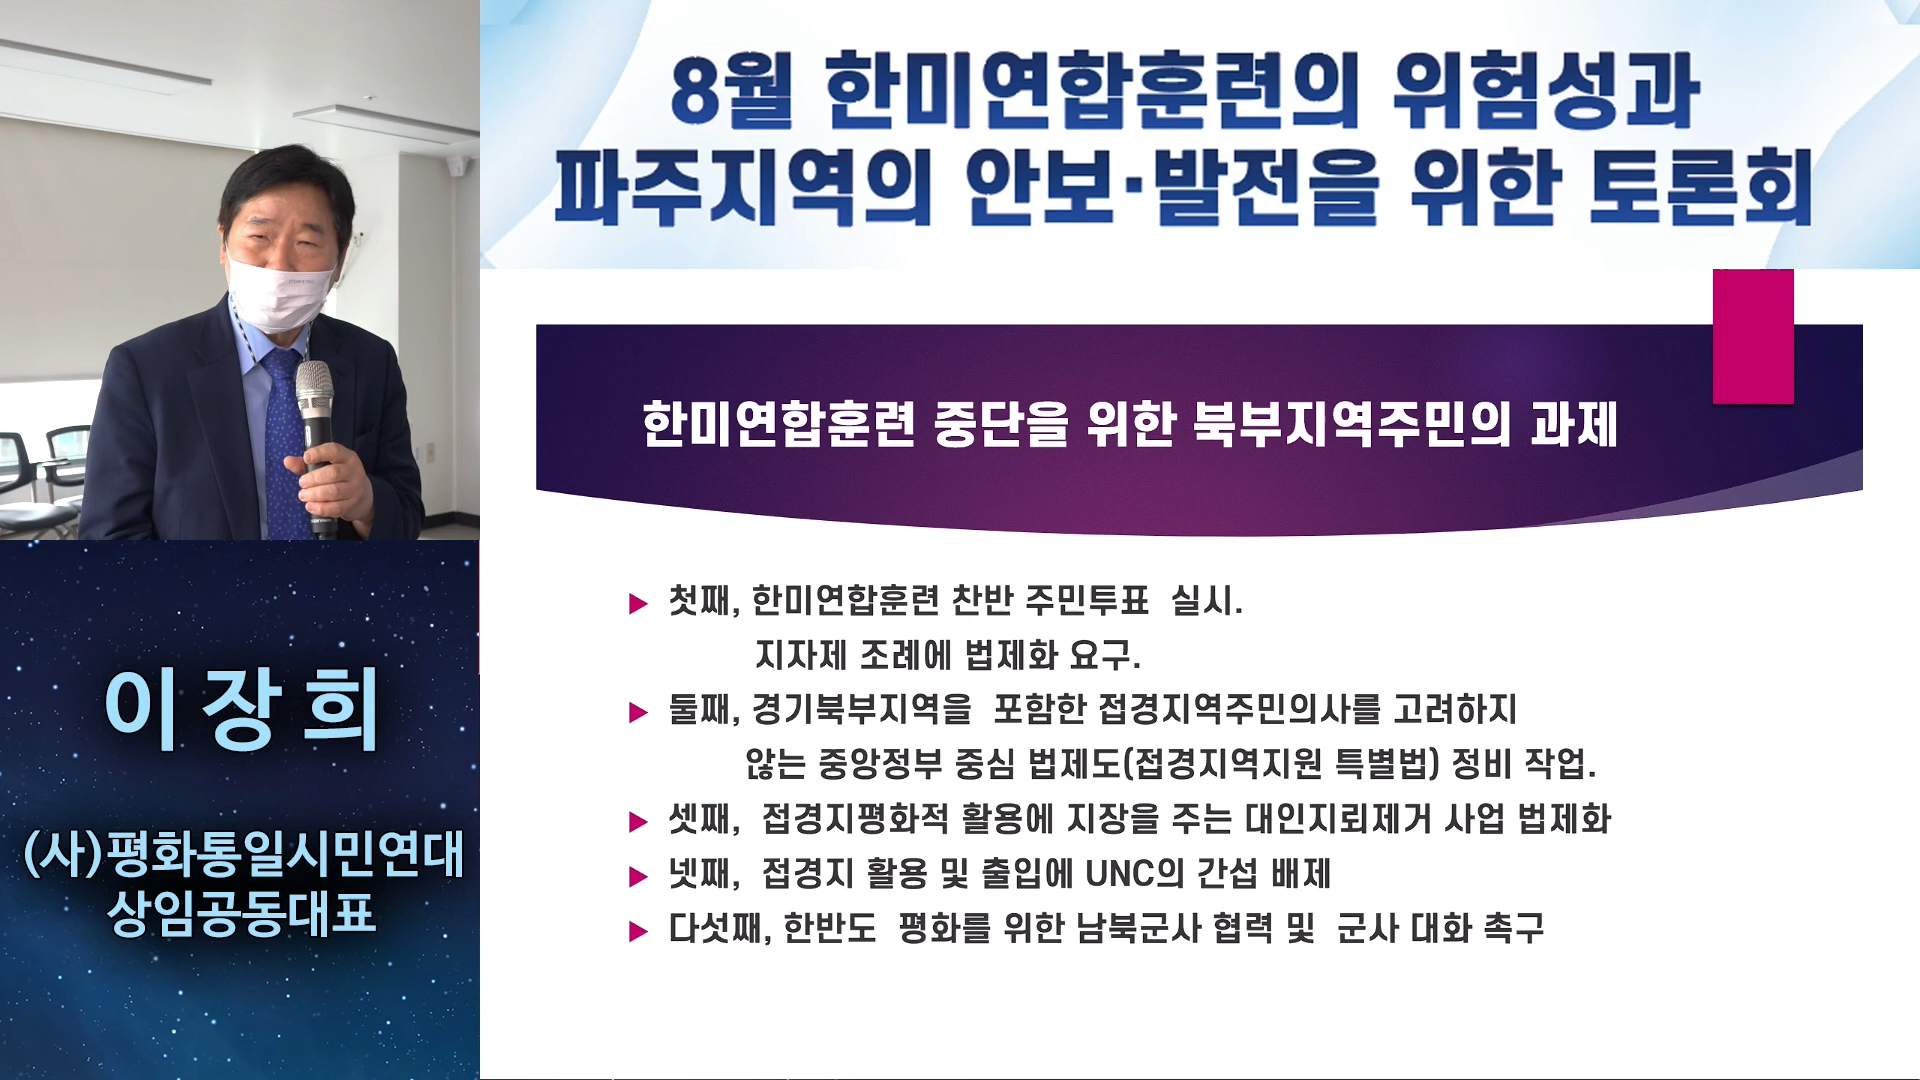 8월 한미연합훈련의 위험성과
파주지역의 안보·발전을 위한 토론회
한미연합훈련 중단을 위한 북부지역주민의 과제
첫째, 한미연합훈련 찬반 주민투표 실시.
지자제 조례에 법제화 요구.
둘째, 경기북부지역을 포함한 접경지역주민의사를 고려하지
않는 중앙정부 중심 법제도(접경지역지원 특별법) 정비 작업.
셋째, 접경지평화적 활용에 지장을 주는 대인지뢰제거 사업 법제화
넷째, 접경지 활용 및 출입에 UNC의 간섭 배제
다섯째, 한반도 평화를 위한 남북군사 협력 및 군사 대화 촉구
이장희
(사)평화통일시민연대
상임공동대표